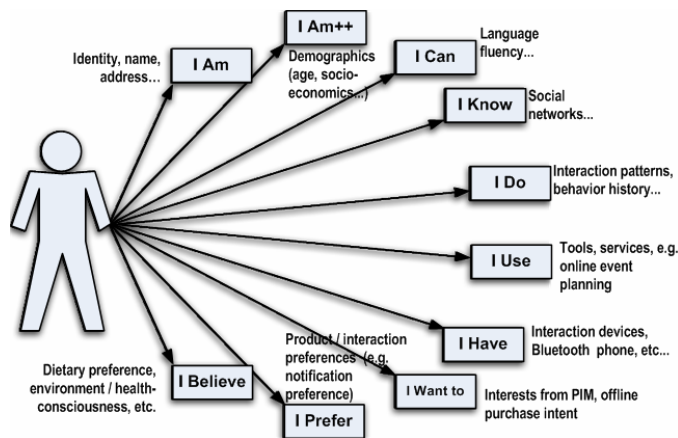 I Am++
Demographics
(age, socio-
economics...)
I Am
Identity, name,
address…
I Can
Language
fluency...
I Know
Social
networks...
I Do
Interaction patterns,
behavior history...
I Use
Tools, services, e.g.
online event
planning
I Have
Interaction devices,
Bluetooth phone, etc...
I Want to
Interests from PIM, offline
purchase intent
Product / interaction
preferences (e.g.
notification
preference)
I Prefer
I Believe
Dietary preference,
environment / health-
consciousness, etc.